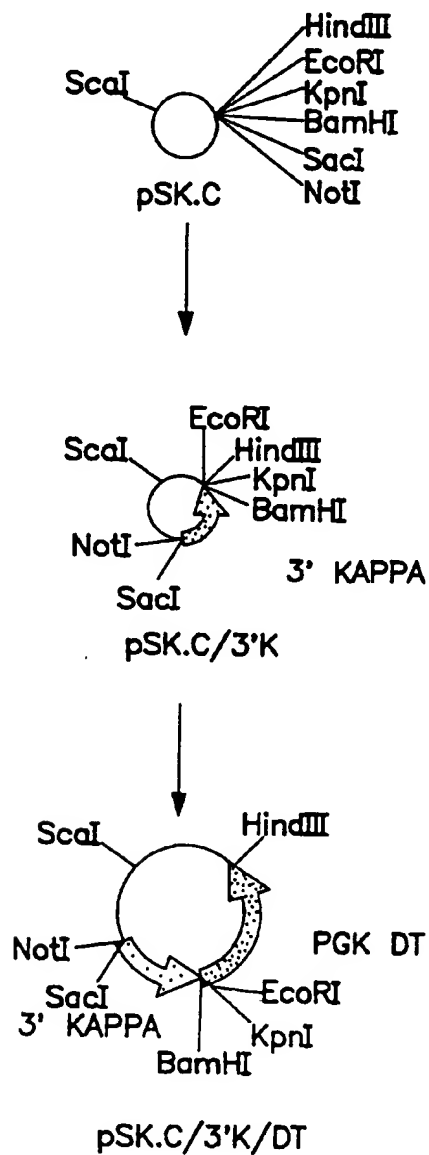 HindIII
EcoRI
ScaI
KpnI
BamHI
SacI
NotI
pSK.C
EcoRI
ScaI
HindIII
KpnI
BamHI
NotI
3' KAPPA
SacI
pSK.C/3'K
HindIII
ScaI
PGK DT
NotI
EcoRI
SacI
3' KAPPA
KpnI
BamHI
pSK.C/3'K/DT